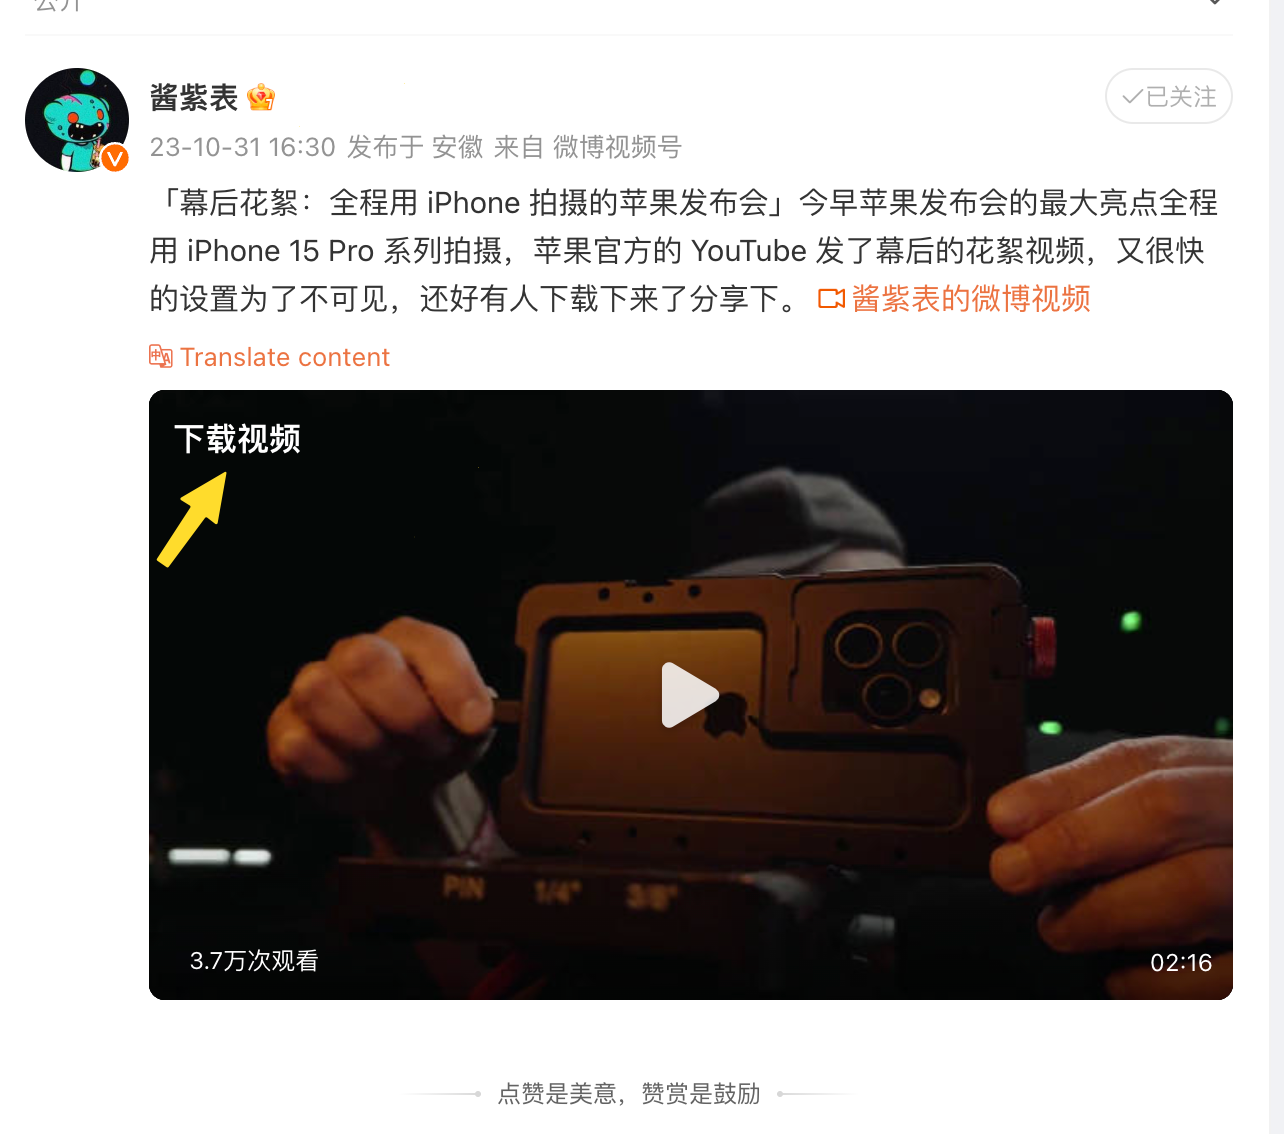 公开
酱紫表
已关注
23-10-31 16:30 发布于 安徽 来自 微博视频号
「幕后花絮：全程用 iPhone 拍摄的苹果发布会」今早苹果发布会的最大亮点全程
用 iPhone 15 Pro 系列拍摄，苹果官方的 YouTube 发了幕后的花絮视频，又很快
的设置为了不可见，还好有人下载下来了分享下。 酱紫表的微博视频
Translate content
下载视频
PIN 1/4" 3/8"
3.7万次观看
02:16
点赞是美意，赞赏是鼓励